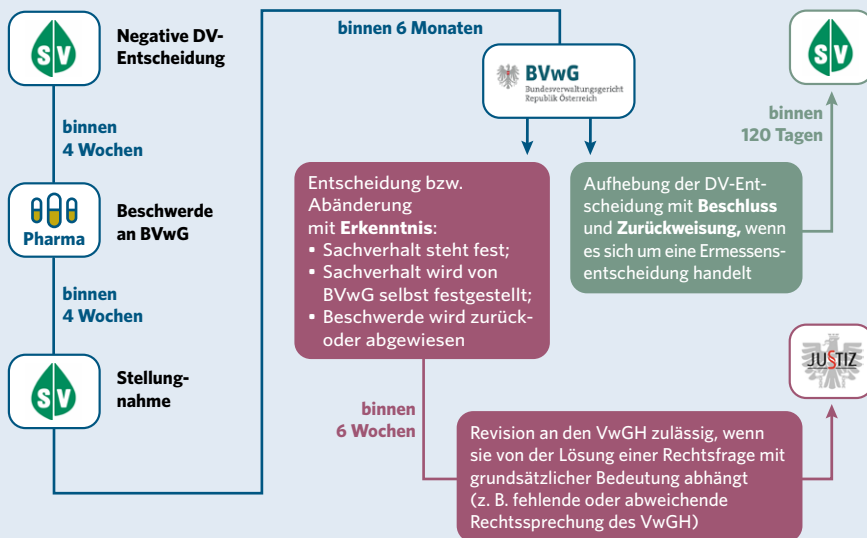 SV
Negative DV-
Entscheidung
binnen
4 Wochen
Pharma
Beschwerde
an BVwG
binnen
4 Wochen
SV
Stellung-
nahme
binnen 6 Monaten
BVwG
Bundesverwaltungsgericht
Republik Österreich
Entscheidung bzw.
Abänderung
mit Erkenntnis:
▪ Sachverhalt steht fest;
▪ Sachverhalt wird von
BVwG selbst festgestellt;
▪ Beschwerde wird zurück-
oder abgewiesen
Aufhebung der DV-Ent-
scheidung mit Beschluss
und Zurückweisung, wenn
es sich um eine Ermessens-
entscheidung handelt
binnen
120 Tagen
SV
binnen
6 Wochen
Revision an den VwGH zulässig, wenn
sie von der Lösung einer Rechtsfrage mit
grundsätzlicher Bedeutung abhängt
(z. B. fehlende oder abweichende
Rechtssprechung des VwGH)
JU§TIZ